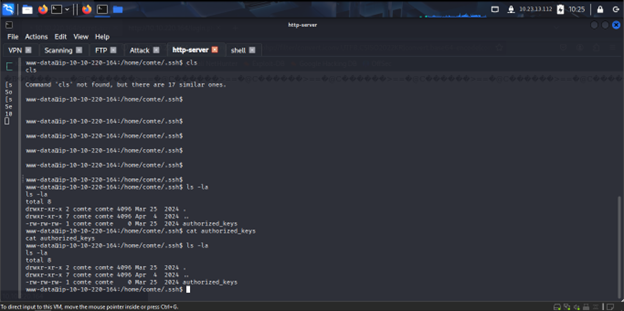 10.23.13.112 10:25
http-server
File Actions Edit View Help
VPN Scanning FTP Attack http-server shell
www-data@ip-10-10-220-164:/home/comte/.ssh$ cls
cls
Command 'cls' not found, but there are 17 similar ones.
www-data@ip-10-10-220-164:/home/comte/.ssh$
www-data@ip-10-10-220-164:/home/comte/.ssh$
www-data@ip-10-10-220-164:/home/comte/.ssh$
www-data@ip-10-10-220-164:/home/comte/.ssh$
www-data@ip-10-10-220-164:/home/comte/.ssh$
www-data@ip-10-10-220-164:/home/comte/.ssh$
www-data@ip-10-10-220-164:/home/comte/.ssh$ ls -la
ls -la
total 8
drwxr-xr-x 2 comte comte 4096 Mar 25 2024 .
drwxr-xr-x 7 comte comte 4096 Apr 4 2024 ..
-rw-rw-rw- 1 comte comte 0 Mar 25 2024 authorized_keys
www-data@ip-10-10-220-164:/home/comte/.ssh$ cat authorized_keys
cat authorized_keys
www-data@ip-10-10-220-164:/home/comte/.ssh$ ls -la
ls -la
total 8
drwxr-xr-x 2 comte comte 4096 Mar 25 2024 .
drwxr-xr-x 7 comte comte 4096 Apr 4 2024 ..
-rw-rw-rw- 1 comte comte 0 Mar 25 2024 authorized_keys
www-data@ip-10-10-220-164:/home/comte/.ssh$
To direct input to this VM, move the mouse pointer inside or press Ctrl+G.